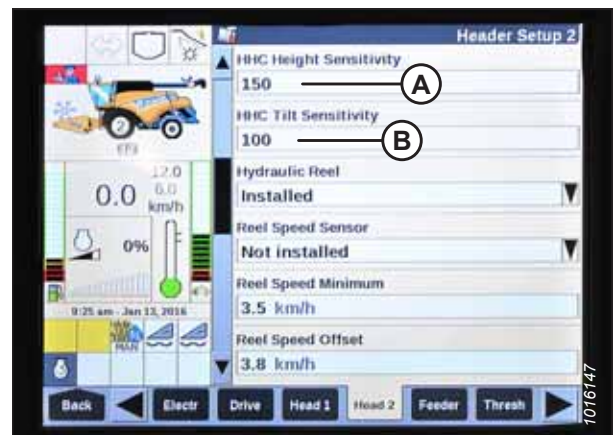 Header Setup 2
HHC Height Sensitivity
150
A
HHC Tilt Sensitivity
100
B
Hydraulic Reel
Installed
Reel Speed Sensor
Not installed
Reel Speed Minimum
3.5 km/h
Reel Speed Offset
3.8 km/h
2
12.0
6.0
0.0 km/h
0%
9:25 am - Jan 13, 2016
MAN
Back Electr Drive Head 1 Head 2 Feeder Thresh
1016147